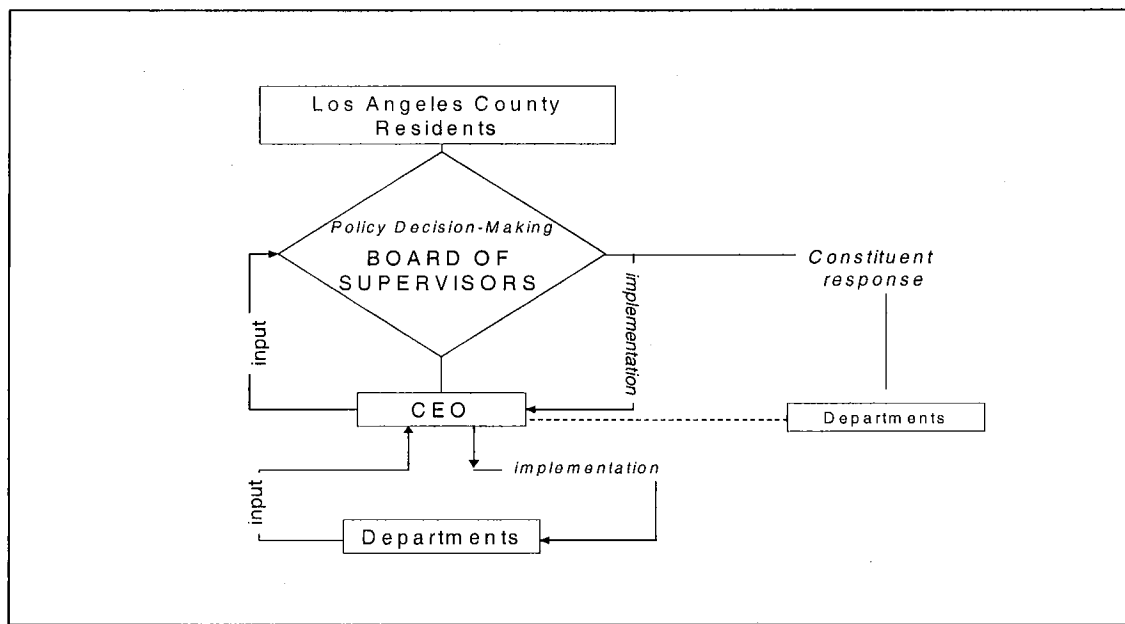 Los Angeles County
Residents
Policy Decision-Making
BOARD OF
SUPERVISORS
Constituent
response
implementation
input
CEO
Departments
implementation
input
Departments